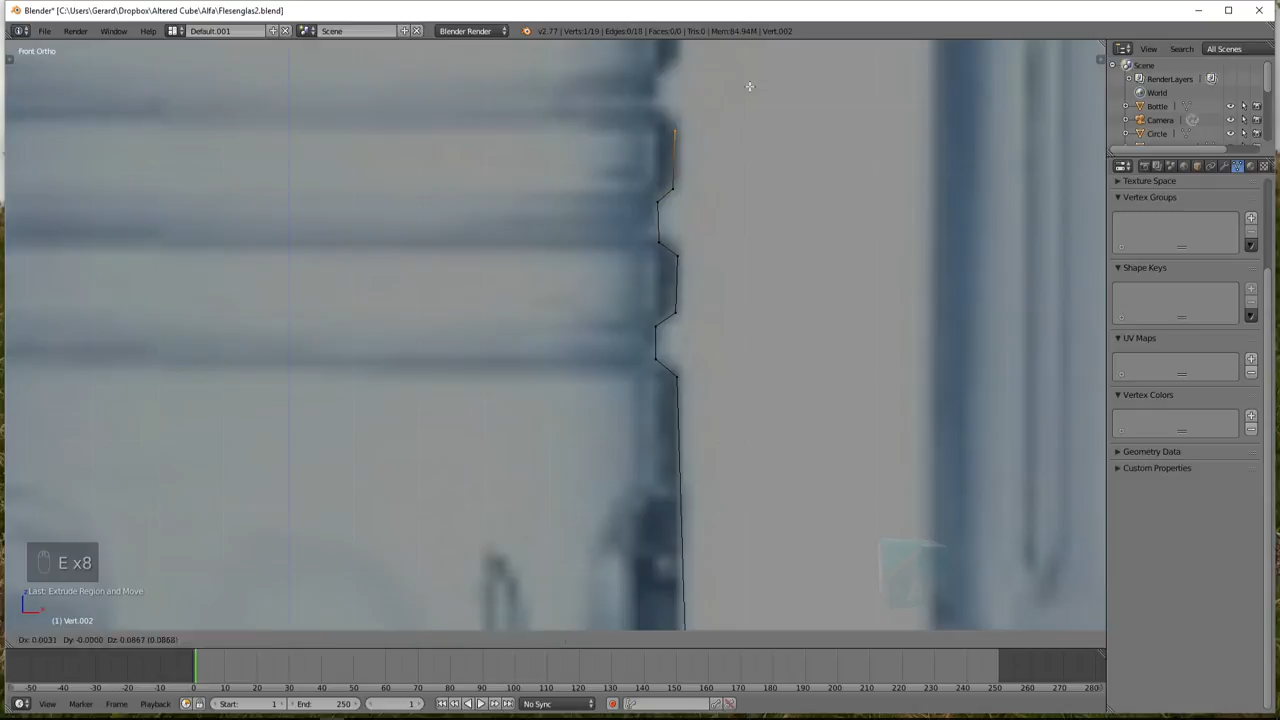 Blender* [C:\Users\Gerard\Dropbox\Altered Cube\Alfa\Flesenglas2.blend]
File Render Window Help Default.001 Scene Blender Render v2.77 | Verts:1/19 | Edges:0/18 | Faces:0/0 | Tris:0 | Mem:84.94M | Vert.002
Front Ortho
View Search All Scenes
Scene
RenderLayers
World
Bottle
Camera
Circle
Texture Space
Vertex Groups
Shape Keys
UV Maps
Vertex Colors
Geometry Data
Custom Properties
E x8
Last: Extrude Region and Move
z
x
(1) Vert.002
Dx: 0.0031 Dy: -0.0000 Dz: 0.0867 (0.0868)
-50 -40 -30 -20 -10 0 10 20 30 40 50 60 70 80 90 100 110 120 130 140 150 160 170 180 190 200 210 220 230 240 250 260 270 280
View Marker Frame Playback Start: 1 End: 250 1 No Sync